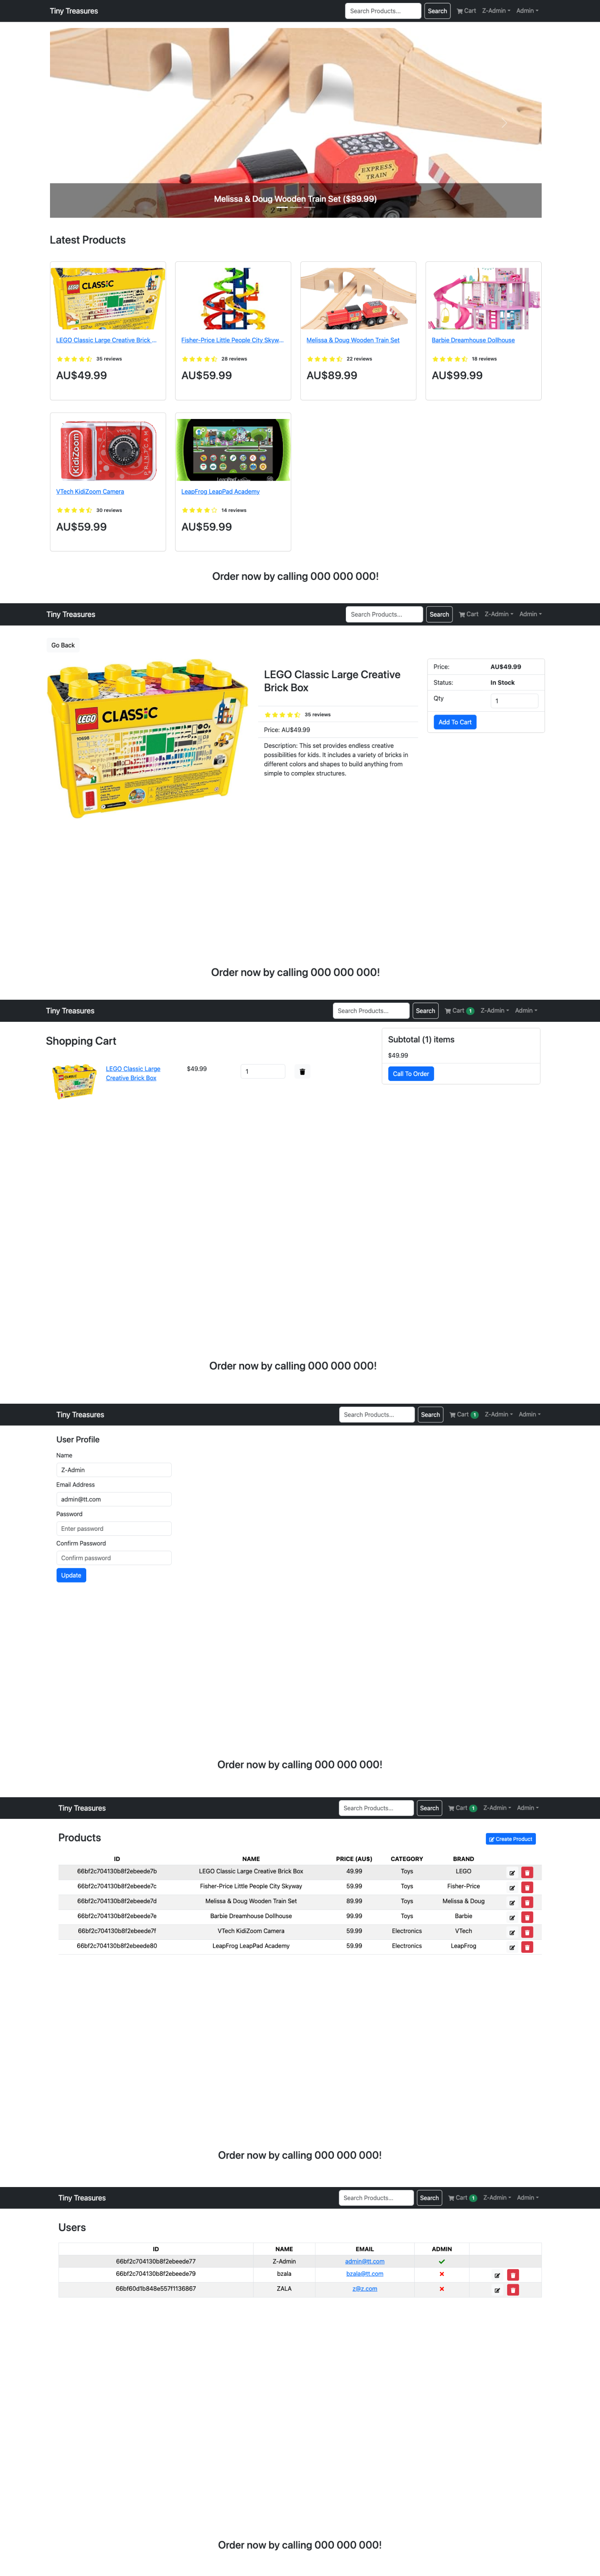 Tiny Treasures Search Products... Search Cart Z-Admin Admin
EXPRESS
TRAIN
Melissa & Doug Wooden Train Set ($89.99)
Latest Products
CLASSIC
LEGO Classic Large Creative Brick ... Fisher-Price Little People City Skyw... Melissa & Doug Wooden Train Set Barbie Dreamhouse Dollhouse
35 reviews 28 reviews 22 reviews 18 reviews
AU$49.99 AU$59.99 AU$89.99 AU$99.99
KidiZoom
LeapPad
VTech KidiZoom Camera LeapFrog LeapPad Academy
30 reviews 14 reviews
AU$59.99 AU$59.99
Order now by calling 000 000 000!
Tiny Treasures Search Products... Search Cart Z-Admin Admin
Go Back
LEGO CLASSIC
10698
LEGO Classic Large Creative
Brick Box
35 reviews
Price: AU$49.99
Description: This set provides endless creative
possibilities for kids. It includes a variety of bricks in
different colors and shapes to build anything from
simple to complex structures.
Price: AU$49.99
Status: In Stock
Qty 1
Add To Cart
Order now by calling 000 000 000!
Tiny Treasures Search Products... Search Cart 1 Z-Admin Admin
Shopping Cart
LEGO Classic Large
Creative Brick Box
$49.99 1
Subtotal (1) items
$49.99
Call To Order
Order now by calling 000 000 000!
Tiny Treasures Search Products... Search Cart 1 Z-Admin Admin
User Profile
Name
Z-Admin
Email Address
admin@tt.com
Password
Enter password
Confirm Password
Confirm password
Update
Order now by calling 000 000 000!
Tiny Treasures Search Products... Search Cart 1 Z-Admin Admin
Products Create Product
ID NAME PRICE (AU$) CATEGORY BRAND
66bf2c704130b8f2ebeede7b LEGO Classic Large Creative Brick Box 49.99 Toys LEGO
66bf2c704130b8f2ebeede7c Fisher-Price Little People City Skyway 59.99 Toys Fisher-Price
66bf2c704130b8f2ebeede7d Melissa & Doug Wooden Train Set 89.99 Toys Melissa & Doug
66bf2c704130b8f2ebeede7e Barbie Dreamhouse Dollhouse 99.99 Toys Barbie
66bf2c704130b8f2ebeede7f VTech KidiZoom Camera 59.99 Electronics VTech
66bf2c704130b8f2ebeede80 LeapFrog LeapPad Academy 59.99 Electronics LeapFrog
Order now by calling 000 000 000!
Tiny Treasures Search Products... Search Cart 1 Z-Admin Admin
Users
ID NAME EMAIL ADMIN
66bf2c704130b8f2ebeede77 Z-Admin admin@tt.com
66bf2c704130b8f2ebeede79 bzala bzala@tt.com
66bf60d1b848e557f1136867 ZALA z@z.com
Order now by calling 000 000 000!